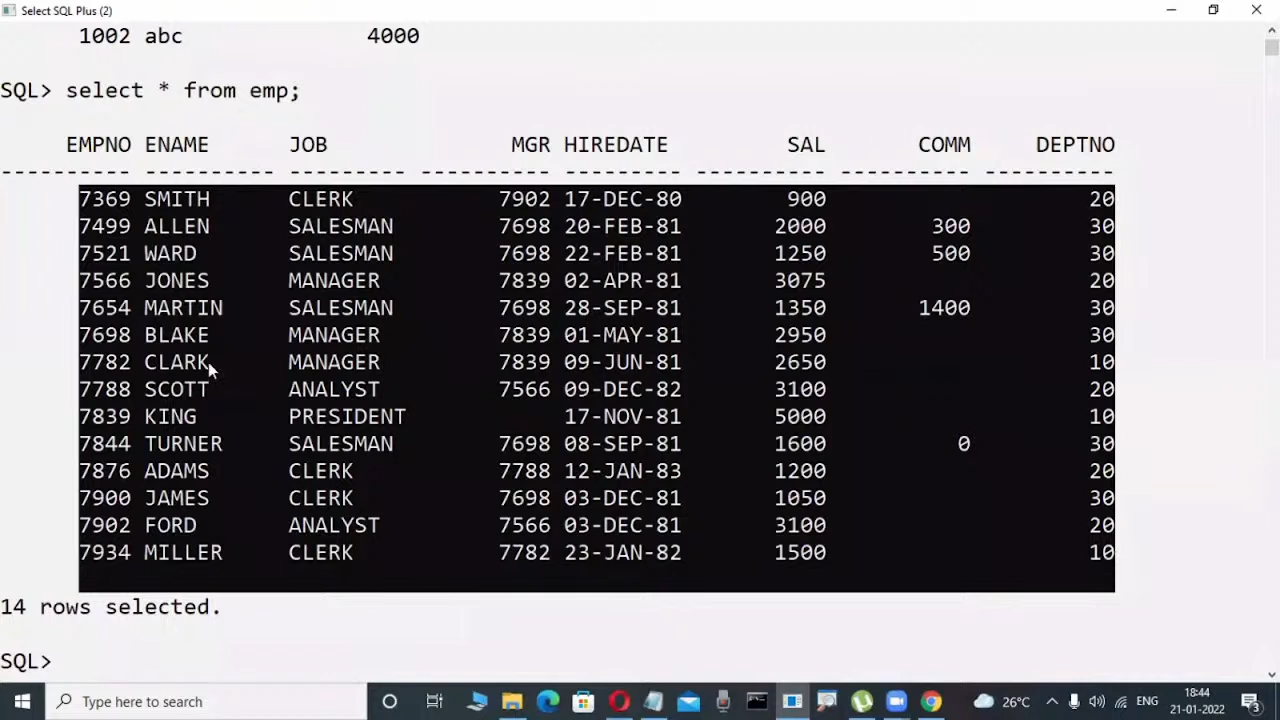 Select SQL Plus (2)
1002 abc 4000
SQL> select * from emp;
EMPNO ENAME JOB MGR HIREDATE SAL COMM DEPTNO
---------- ---------- --------- ---------- --------- ---------- ---------- ----------
7369 SMITH CLERK 7902 17-DEC-80 900 20
7499 ALLEN SALESMAN 7698 20-FEB-81 2000 300 30
7521 WARD SALESMAN 7698 22-FEB-81 1250 500 30
7566 JONES MANAGER 7839 02-APR-81 3075 20
7654 MARTIN SALESMAN 7698 28-SEP-81 1350 1400 30
7698 BLAKE MANAGER 7839 01-MAY-81 2950 30
7782 CLARK MANAGER 7839 09-JUN-81 2650 10
7788 SCOTT ANALYST 7566 09-DEC-82 3100 20
7839 KING PRESIDENT 17-NOV-81 5000 10
7844 TURNER SALESMAN 7698 08-SEP-81 1600 0 30
7876 ADAMS CLERK 7788 12-JAN-83 1200 20
7900 JAMES CLERK 7698 03-DEC-81 1050 30
7902 FORD ANALYST 7566 03-DEC-81 3100 20
7934 MILLER CLERK 7782 23-JAN-82 1500 10
14 rows selected.
SQL>
Type here to search 26°C ENG 18:44
21-01-2022 3